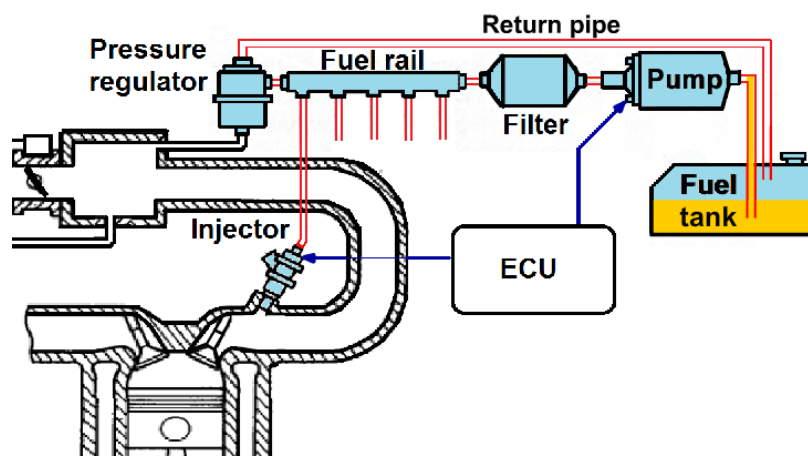 Return pipe
Pressure
regulator
Fuel rail
Pump
Filter
Fuel
tank
Injector
ECU